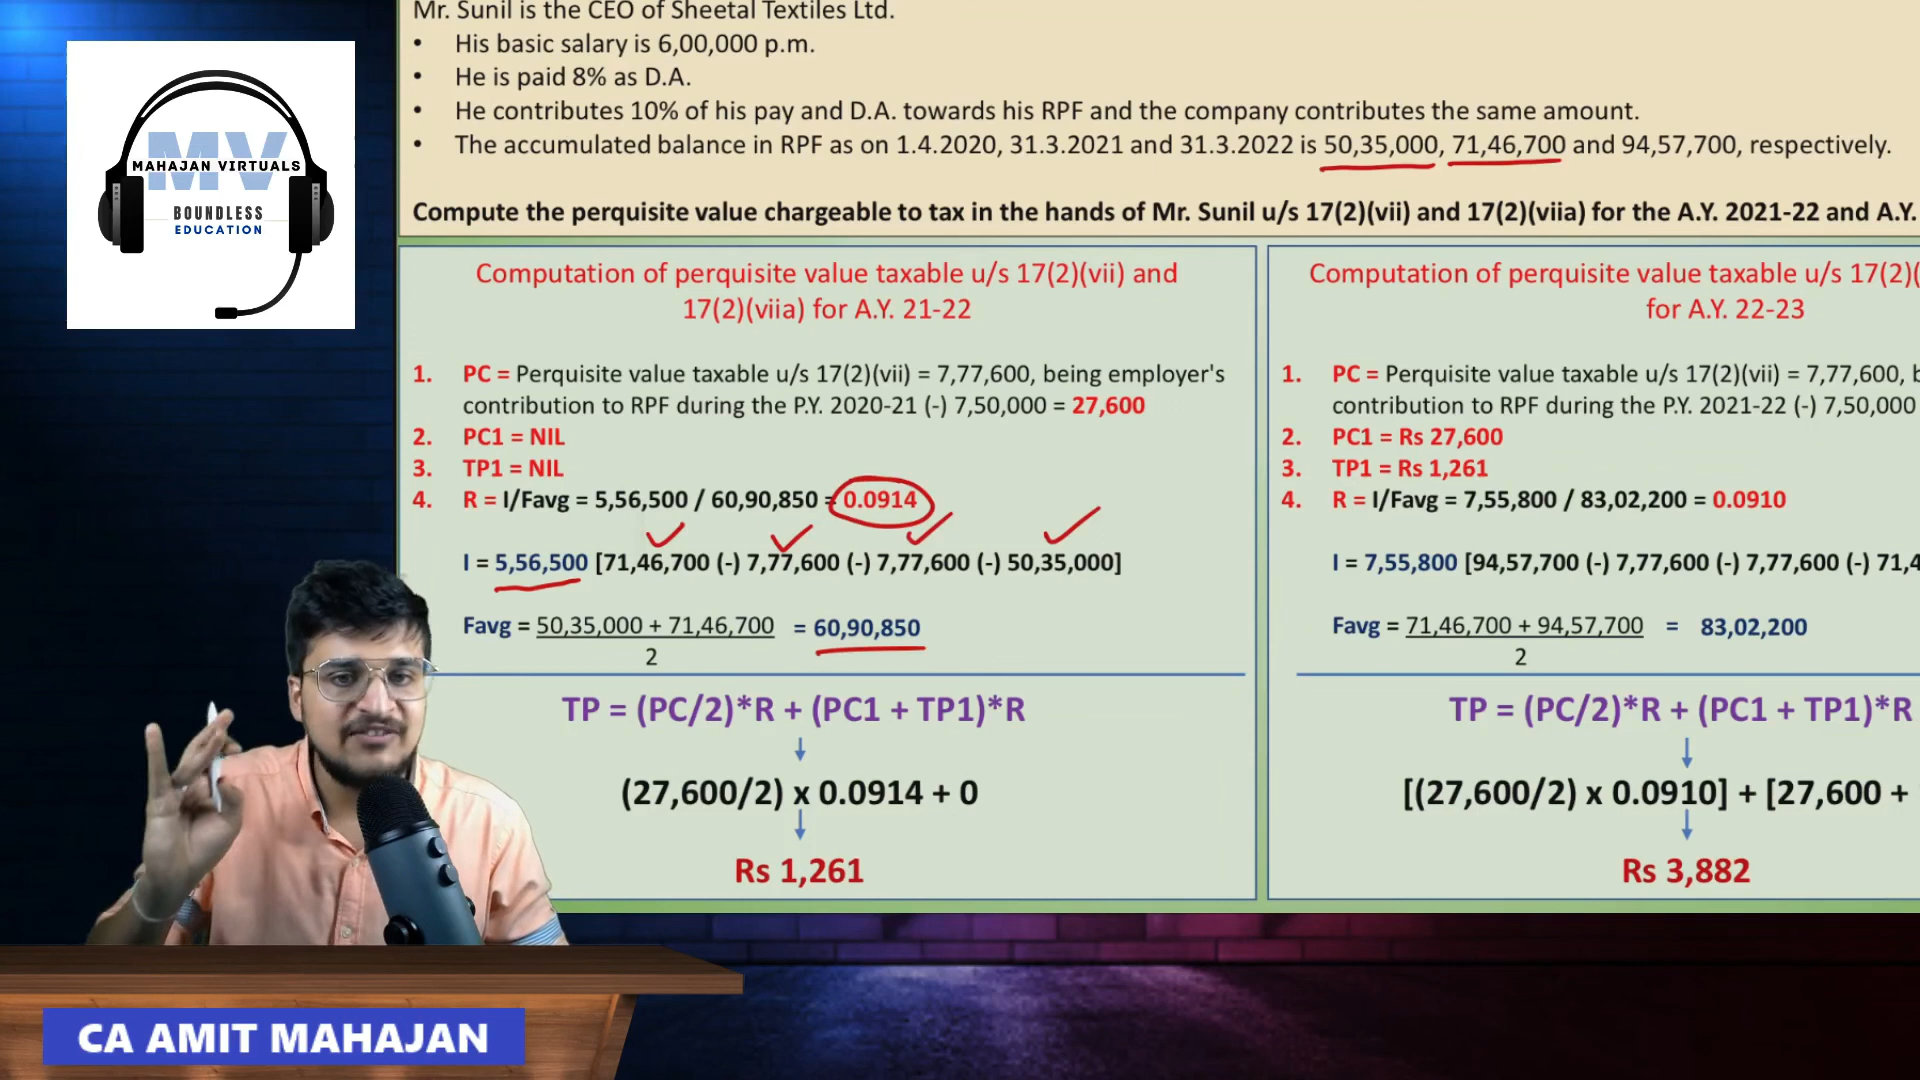 Mr. Sunil is the CEO of Sheetal Textiles Ltd.
• His basic salary is 6,00,000 p.m.
• He is paid 8% as D.A.
• He contributes 10% of his pay and D.A. towards his RPF and the company contributes the same amount.
• The accumulated balance in RPF as on 1.4.2020, 31.3.2021 and 31.3.2022 is 50,35,000, 71,46,700 and 94,57,700, respectively.
Compute the perquisite value chargeable to tax in the hands of Mr. Sunil u/s 17(2)(vii) and 17(2)(viia) for the A.Y. 2021-22 and A.Y.
MV
MAHAJAN VIRTUALS
BOUNDLESS
EDUCATION
Computation of perquisite value taxable u/s 17(2)(vii) and
17(2)(viia) for A.Y. 21-22
1. PC = Perquisite value taxable u/s 17(2)(vii) = 7,77,600, being employer's
contribution to RPF during the P.Y. 2020-21 (-) 7,50,000 = 27,600
2. PC1 = NIL
3. TP1 = NIL
4. R = I/Favg = 5,56,500 / 60,90,850 = 0.0914
I = 5,56,500 [71,46,700 (-) 7,77,600 (-) 7,77,600 (-) 50,35,000]
Favg = 50,35,000 + 71,46,700 = 60,90,850
2
TP = (PC/2)*R + (PC1 + TP1)*R
(27,600/2) x 0.0914 + 0
Rs 1,261
Computation of perquisite value taxable u/s 17(2)(
for A.Y. 22-23
1. PC = Perquisite value taxable u/s 17(2)(vii) = 7,77,600, b
contribution to RPF during the P.Y. 2021-22 (-) 7,50,000
2. PC1 = Rs 27,600
3. TP1 = Rs 1,261
4. R = I/Favg = 7,55,800 / 83,02,200 = 0.0910
I = 7,55,800 [94,57,700 (-) 7,77,600 (-) 7,77,600 (-) 71,4
Favg = 71,46,700 + 94,57,700 = 83,02,200
2
TP = (PC/2)*R + (PC1 + TP1)*R
[(27,600/2) x 0.0910] + [27,600 +
Rs 3,882
CA AMIT MAHAJAN